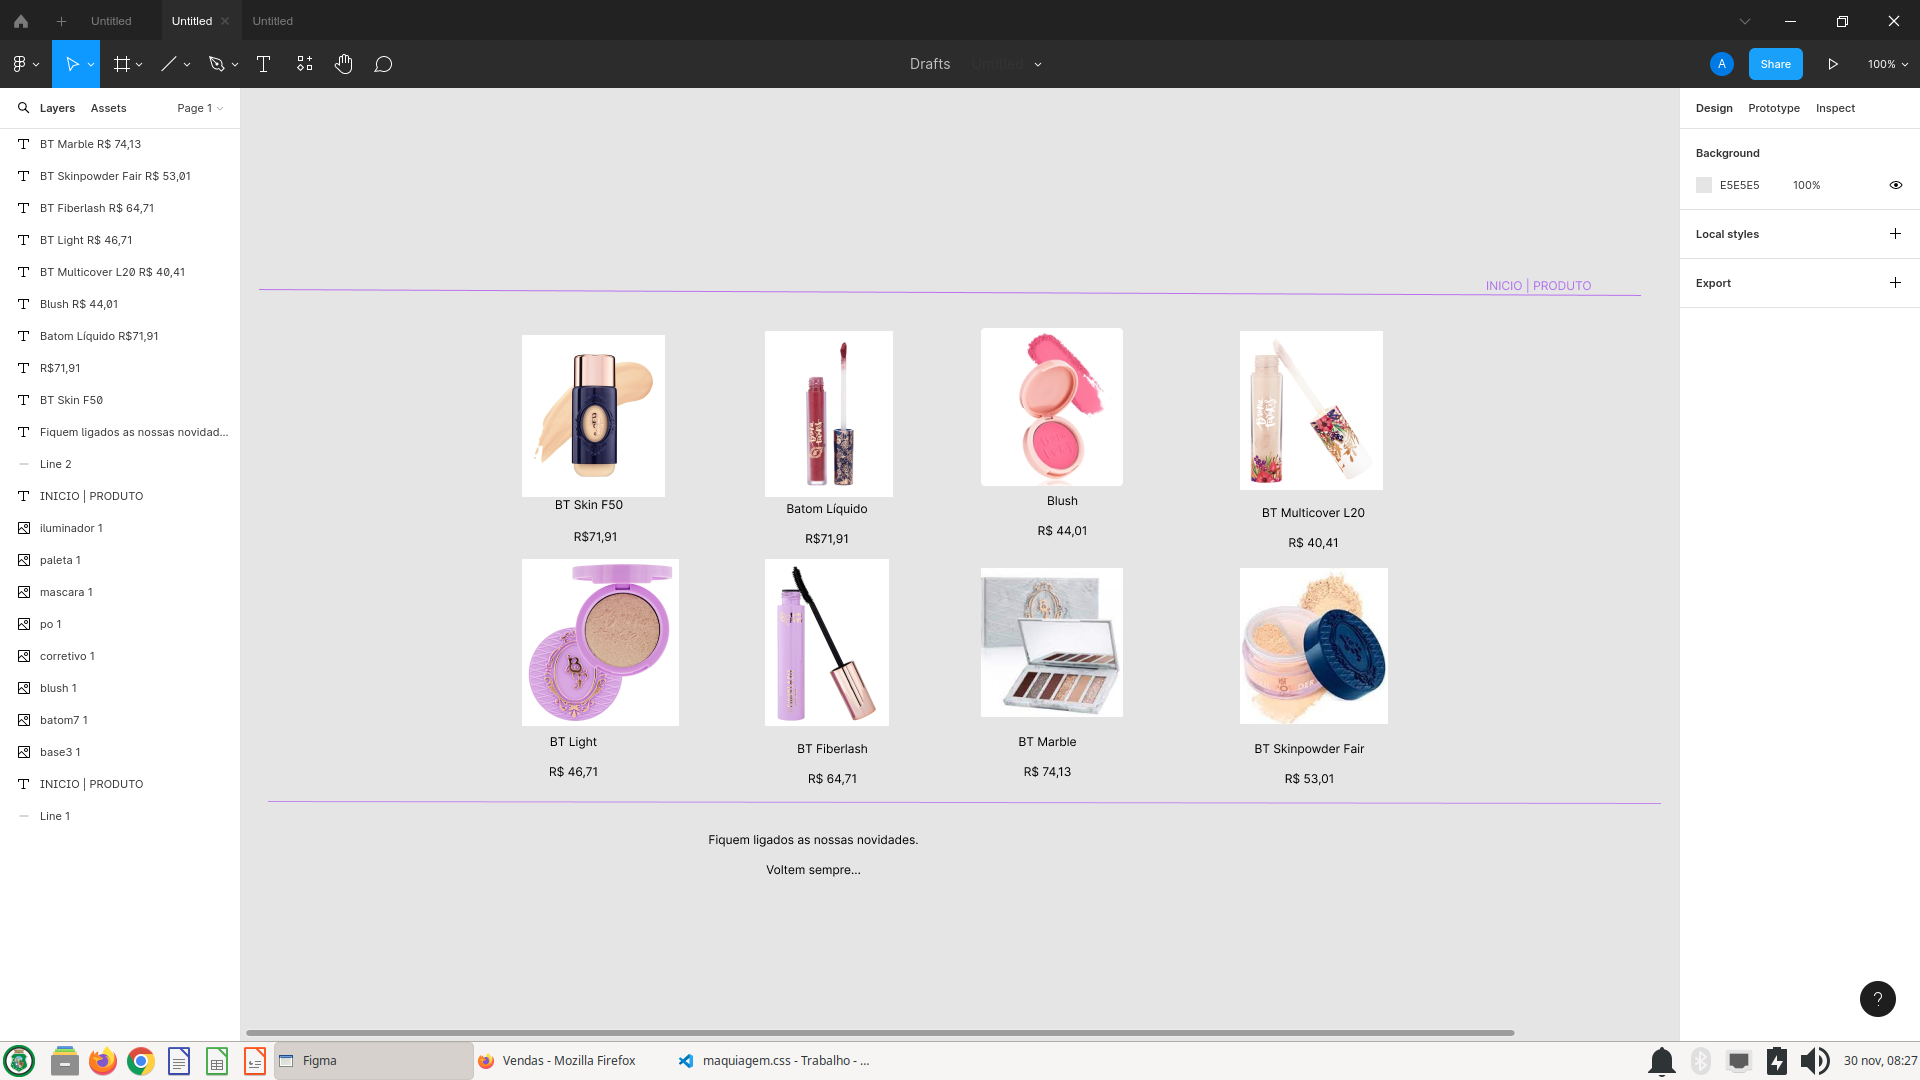 Untitled
Untitled
Untitled
Drafts
Untitled
A
Share
100%
Layers
Assets
Page 1
BT Marble R$ 74,13
BT Skinpowder Fair R$ 53,01
BT Fiberlash R$ 64,71
BT Light R$ 46,71
BT Multicover L20 R$ 40,41
Blush R$ 44,01
Batom Líquido R$71,91
R$71,91
BT Skin F50
Fiquem ligados as nossas novidad...
Line 2
INICIO | PRODUTO
iluminador 1
paleta 1
mascara 1
po 1
corretivo 1
blush 1
batom7 1
base3 1
INICIO | PRODUTO
Line 1
INICIO | PRODUTO
BT Skin F50
R$71,91
Batom Líquido
R$71,91
Blush
R$ 44,01
BT Multicover L20
R$ 40,41
BT Light
R$ 46,71
BT Fiberlash
R$ 64,71
BT Marble
R$ 74,13
BT Skinpowder Fair
R$ 53,01
Fiquem ligados as nossas novidades.
Voltem sempre...
Design
Prototype
Inspect
Background
E5E5E5
100%
Local styles
Export
?
Figma
Vendas - Mozilla Firefox
maquiagem.css - Trabalho - ...
30 nov, 08:27